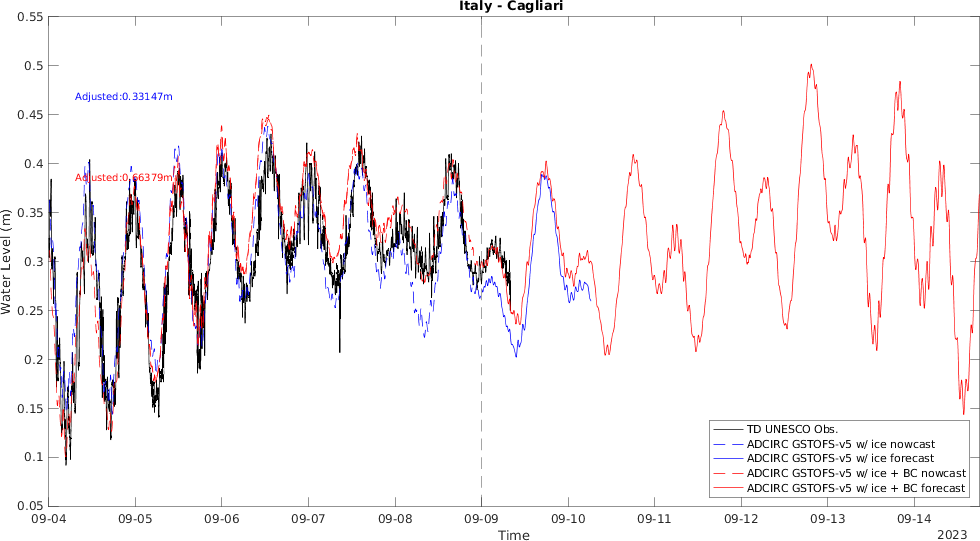 Italy - Cagliari
0.55
0.5
0.45
0.4
0.35
0.3
0.25
0.2
0.15
0.1
0.05
Water Level (m)
Adjusted:0.33147m
Adjusted:0.66379m
TD UNESCO Obs.
ADCIRC GSTOFS-v5 w/ ice nowcast
ADCIRC GSTOFS-v5 w/ ice forecast
ADCIRC GSTOFS-v5 w/ ice + BC nowcast
ADCIRC GSTOFS-v5 w/ ice + BC forecast
09-04 09-05 09-06 09-07 09-08 09-09 09-10 09-11 09-12 09-13 09-14
Time
2023